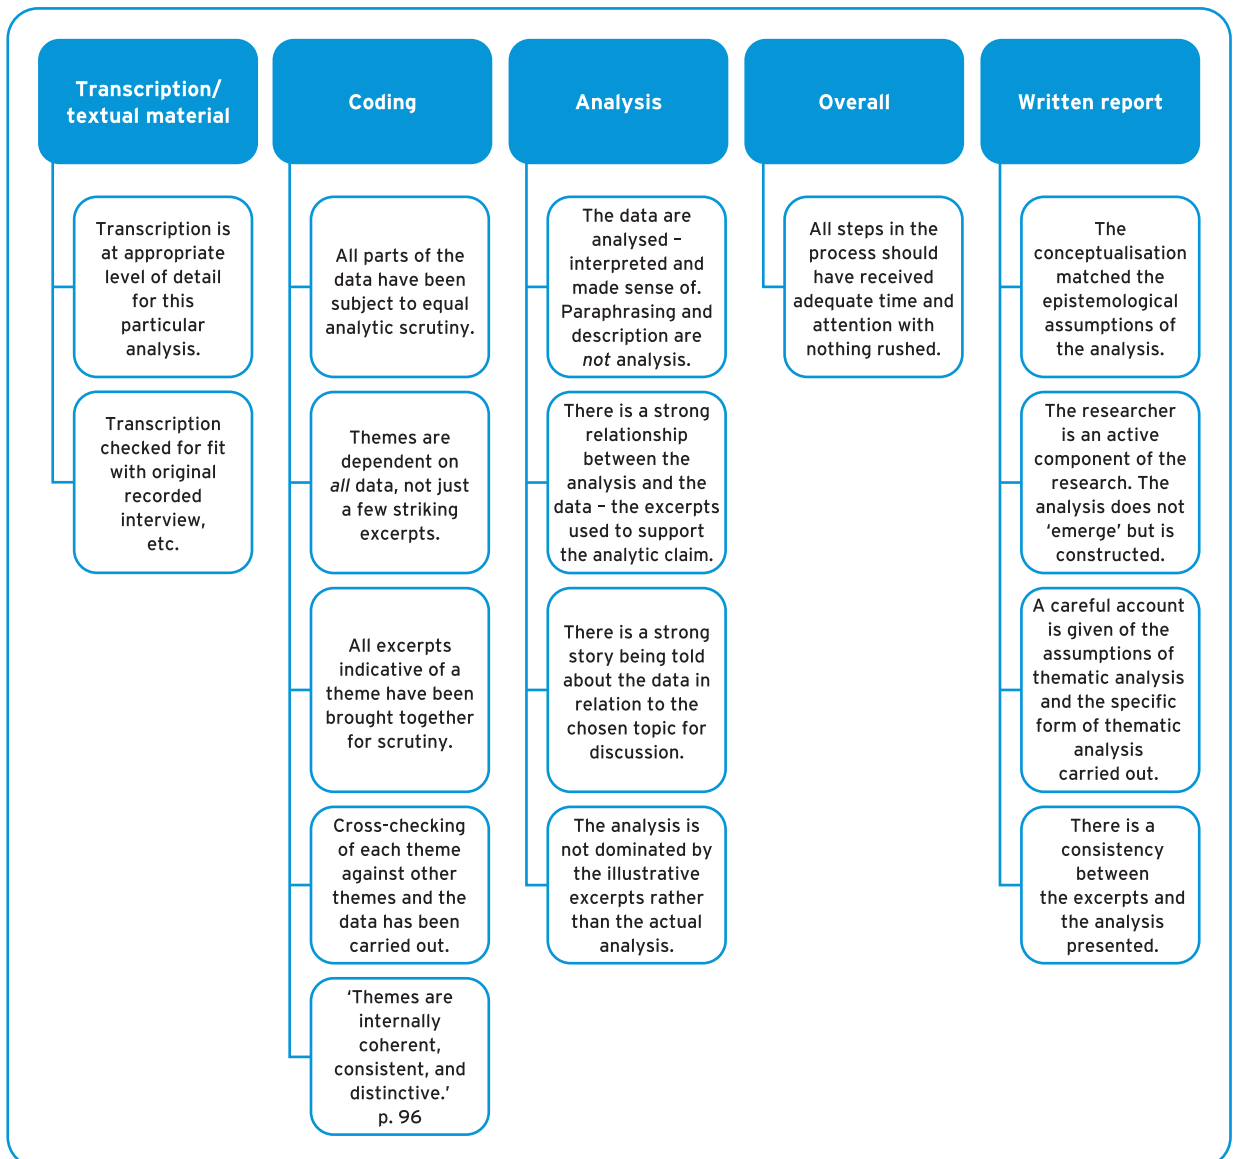 Transcription/
textual material
Transcription is
at appropriate
level of detail
for this
particular
analysis.
Transcription
checked for fit
with original
recorded
interview,
etc.
Coding
All parts of the
data have been
subject to equal
analytic scrutiny.
Themes are
dependent on
all data, not just
a few striking
excerpts.
All excerpts
indicative of a
theme have been
brought together
for scrutiny.
Cross-checking
of each theme
against other
themes and the
data has been
carried out.
‘Themes are
internally
coherent,
consistent, and
distinctive.’
p. 96
Analysis
The data are
analysed –
interpreted and
made sense of.
Paraphrasing and
description are
not analysis.
There is a strong
relationship
between the
analysis and the
data – the excerpts
used to support
the analytic claim.
There is a strong
story being told
about the data in
relation to the
chosen topic for
discussion.
The analysis is
not dominated by
the illustrative
excerpts rather
than the actual
analysis.
Overall
All steps in the
process should
have received
adequate time and
attention with
nothing rushed.
Written report
The
conceptualisation
matched the
epistemological
assumptions of
the analysis.
The researcher
is an active
component of the
research. The
analysis does not
‘emerge’ but is
constructed.
A careful account
is given of the
assumptions of
thematic analysis
and the specific
form of thematic
analysis
carried out.
There is a
consistency
between
the excerpts and
the analysis
presented.